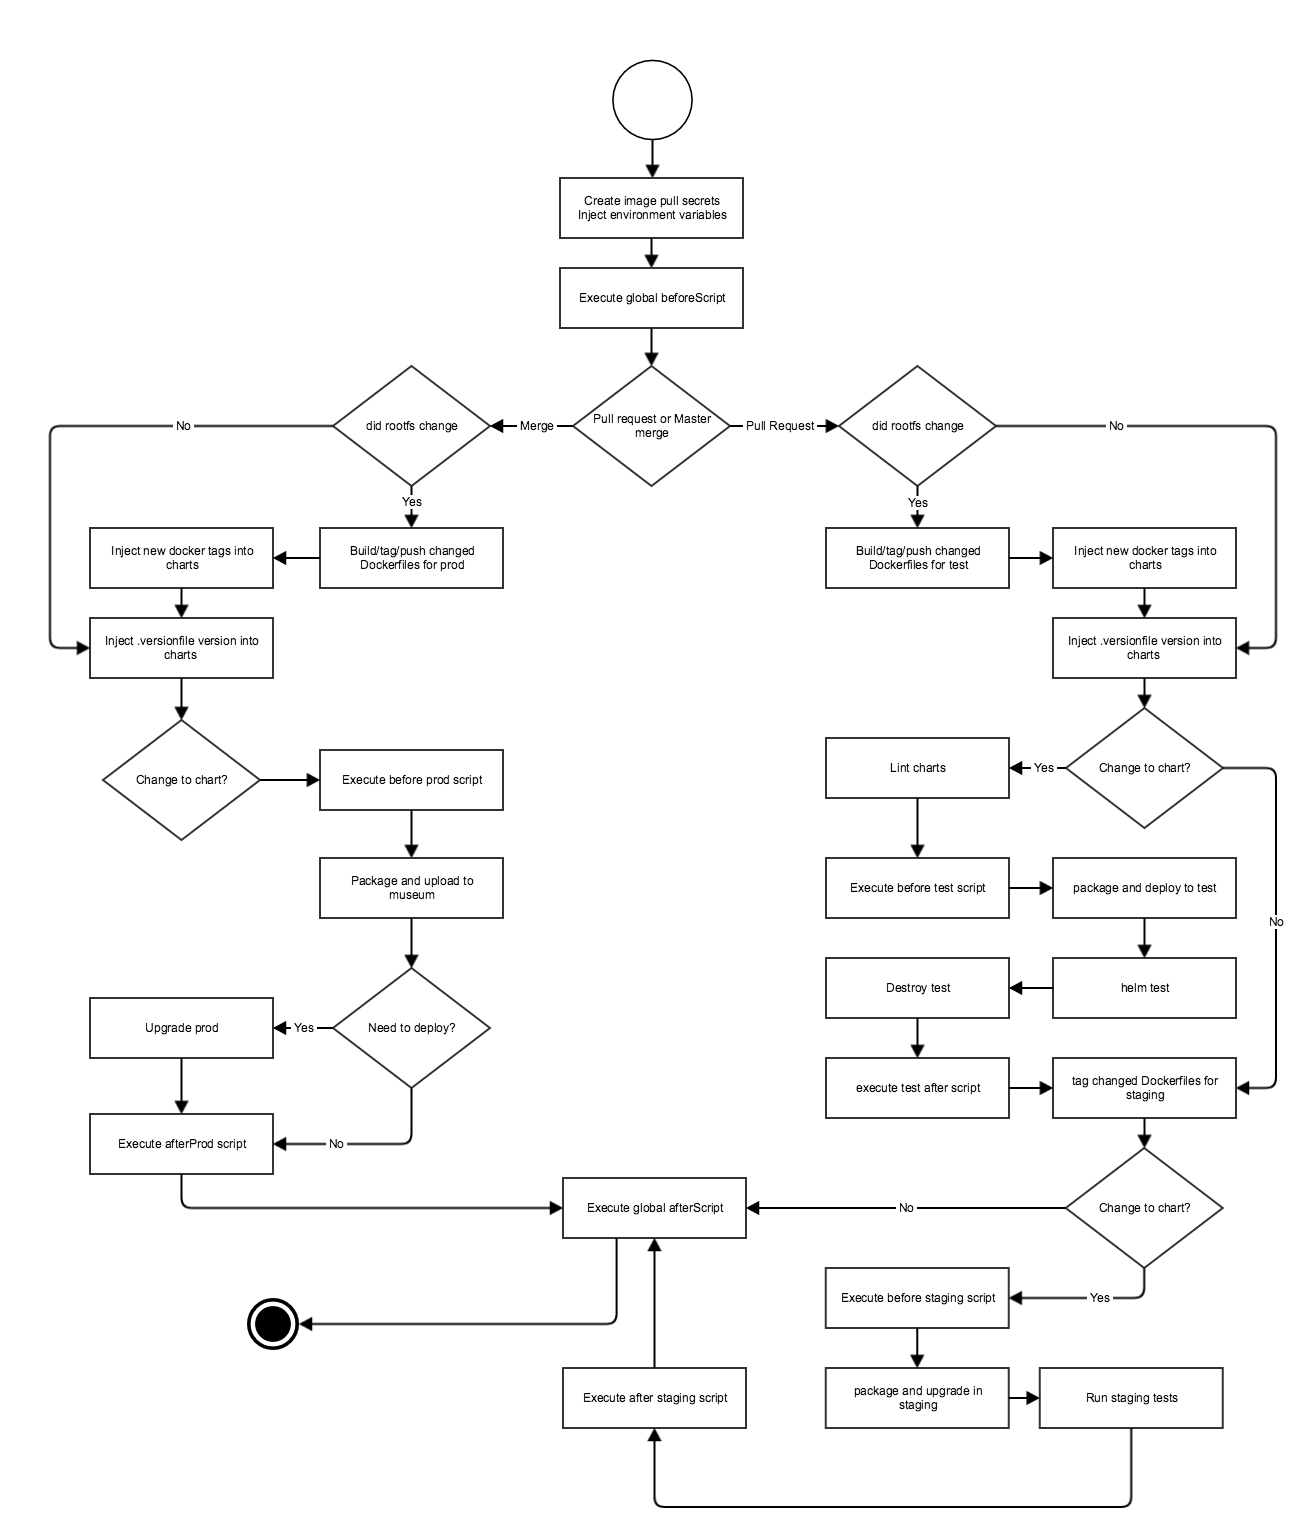 Create image pull secrets
Inject environment variables
Execute global beforeScript
No
did rootfs change
Merge
Pull request or Master
merge
Pull Request
did rootfs change
No
Yes
Yes
Inject new docker tags into
charts
Build/tag/push changed
Dockerfiles for prod
Build/tag/push changed
Dockerfiles for test
Inject new docker tags into
charts
Inject .versionfile version into
charts
Inject .versionfile version into
charts
Change to chart?
Execute before prod script
Lint charts
Yes
Change to chart?
Package and upload to
museum
Execute before test script
package and deploy to test
No
Upgrade prod
Yes
Need to deploy?
Destroy test
helm test
execute test after script
tag changed Dockerfiles for
staging
Execute afterProd script
No
Execute global afterScript
No
Change to chart?
Execute before staging script
Yes
Execute after staging script
package and upgrade in
staging
Run staging tests